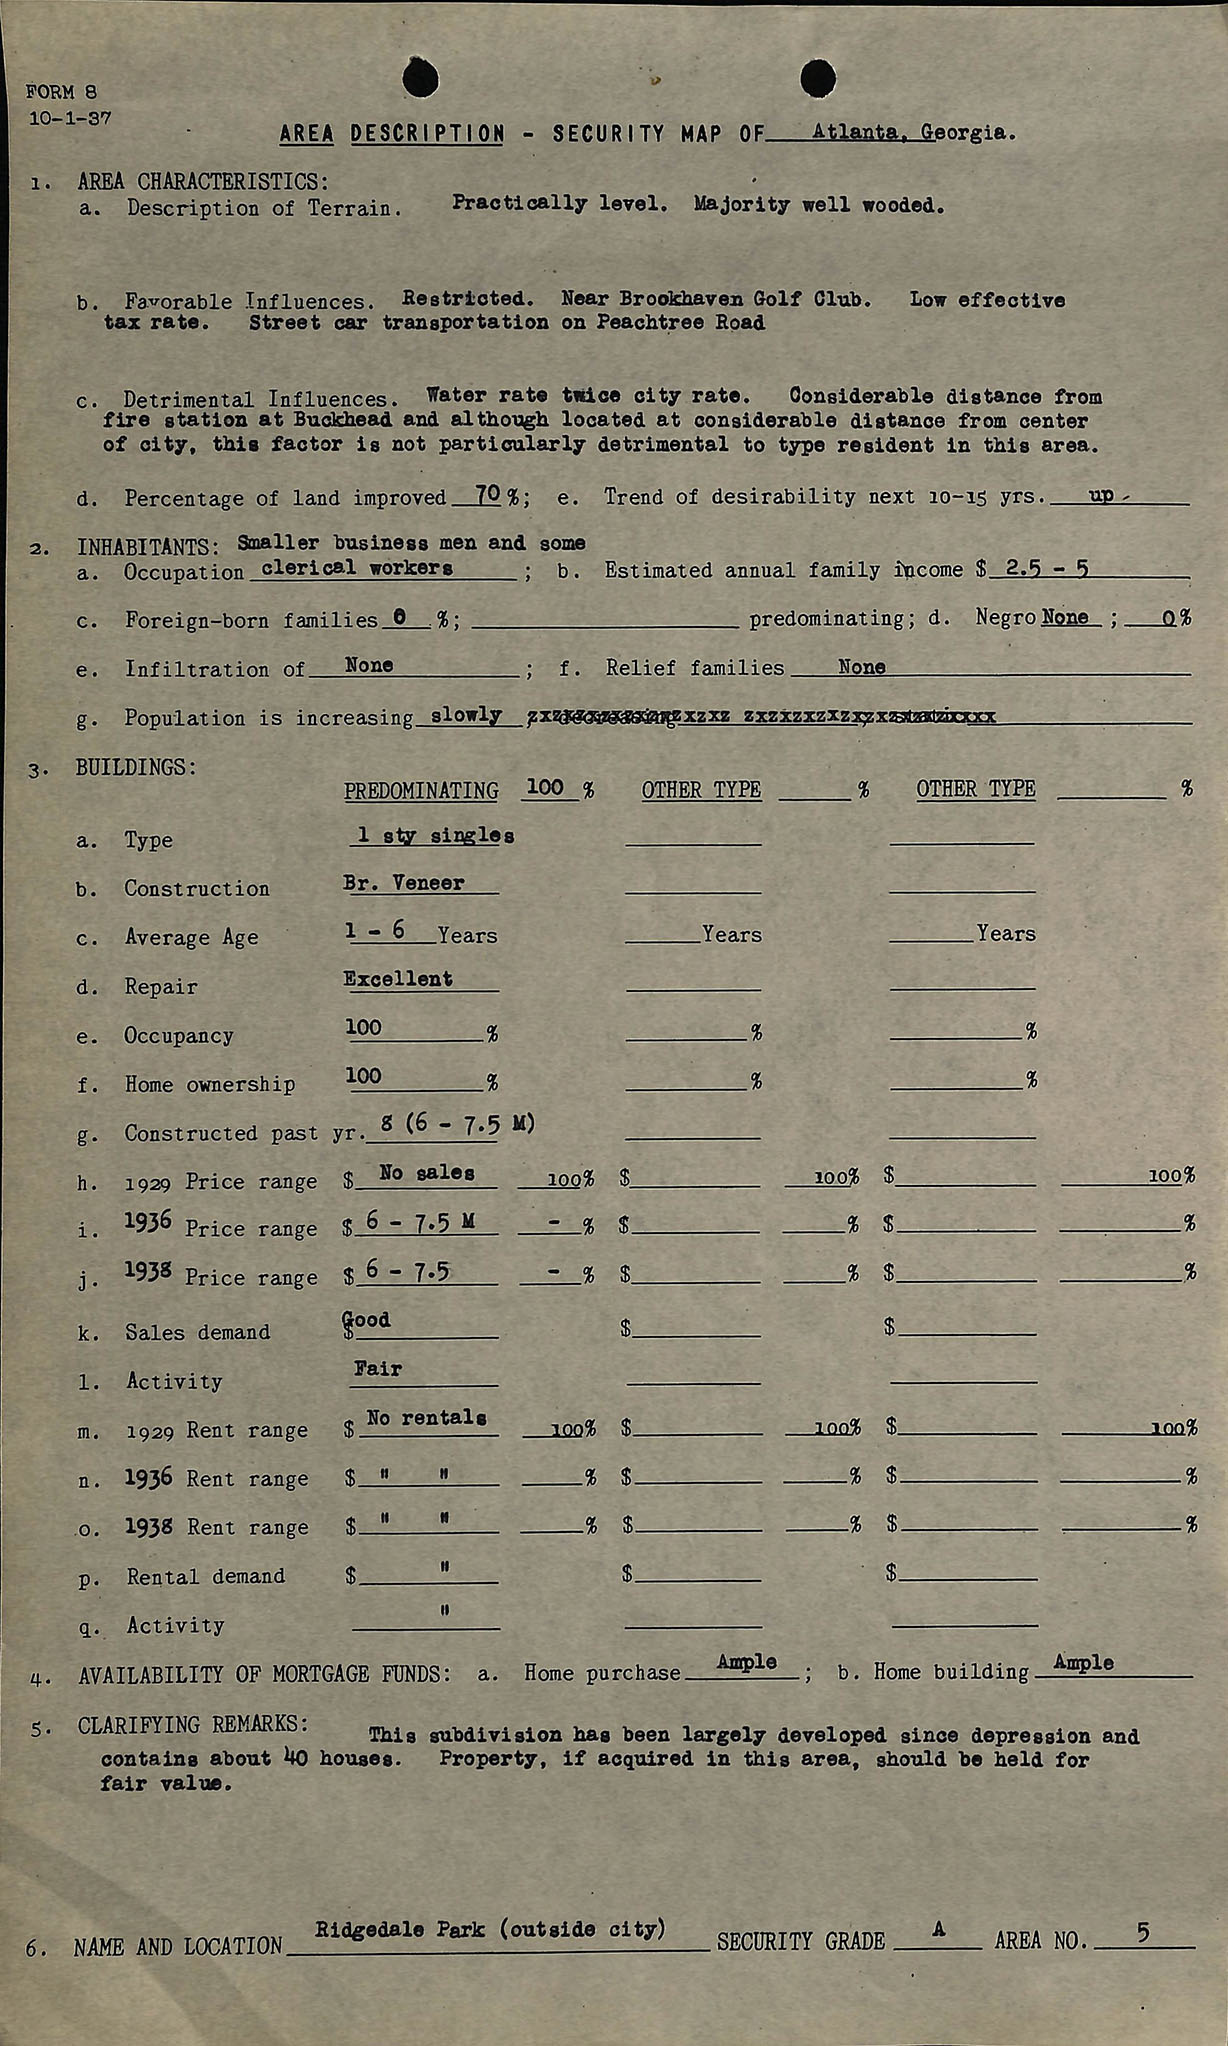 FORM 8
10-1-37
AREA DESCRIPTION - SECURITY MAP OF Atlanta, Georgia.
1. AREA CHARACTERISTICS:
a. Description of Terrain. Practically level. Majority well wooded.
b. Favorable Influences. Restricted. Near Brookhaven Golf Club. Low effective
tax rate. Street car transportation on Peachtree Road
c. Detrimental Influences. Water rate twice city rate. Considerable distance from
fire station at Buckhead and although located at considerable distance from center
of city, this factor is not particularly detrimental to type resident in this area.
d. Percentage of land improved 70 %; e. Trend of desirability next 10-15 yrs. up -
2. INHABITANTS: Smaller business men and some
a. Occupation clerical workers ; b. Estimated annual family income $ 2.5 - 5
c. Foreign-born families 0 %; predominating; d. Negro None ; 0%
e. Infiltration of None ; f. Relief families None
g. Population is increasing slowly
3. BUILDINGS:
PREDOMINATING 100 % OTHER TYPE % OTHER TYPE %
a. Type 1 sty singles
b. Construction Br. Veneer
c. Average Age 1 - 6 Years Years Years
d. Repair Excellent
e. Occupancy 100 % % %
f. Home ownership 100 % % %
g. Constructed past yr. 8 (6 - 7.5 M)
h. 1929 Price range $ No sales 100% $ 100% $ 100%
i. 1936 Price range $ 6 - 7.5 M - % $ % $ %
j. 1938 Price range $ 6 - 7.5 - % $ % $ %
k. Sales demand $ Good $ $
l. Activity Fair
m. 1929 Rent range $ No rentals 100% $ 100% $ 100%
n. 1936 Rent range $ " " % $ % $ %
o. 1938 Rent range $ " " % $ % $ %
p. Rental demand $ " $ $
q. Activity "
4. AVAILABILITY OF MORTGAGE FUNDS: a. Home purchase Ample ; b. Home building Ample
5. CLARIFYING REMARKS: This subdivision has been largely developed since depression and
contains about 40 houses. Property, if acquired in this area, should be held for
fair value.
6. NAME AND LOCATION Ridgedale Park (outside city) SECURITY GRADE A AREA NO. 5